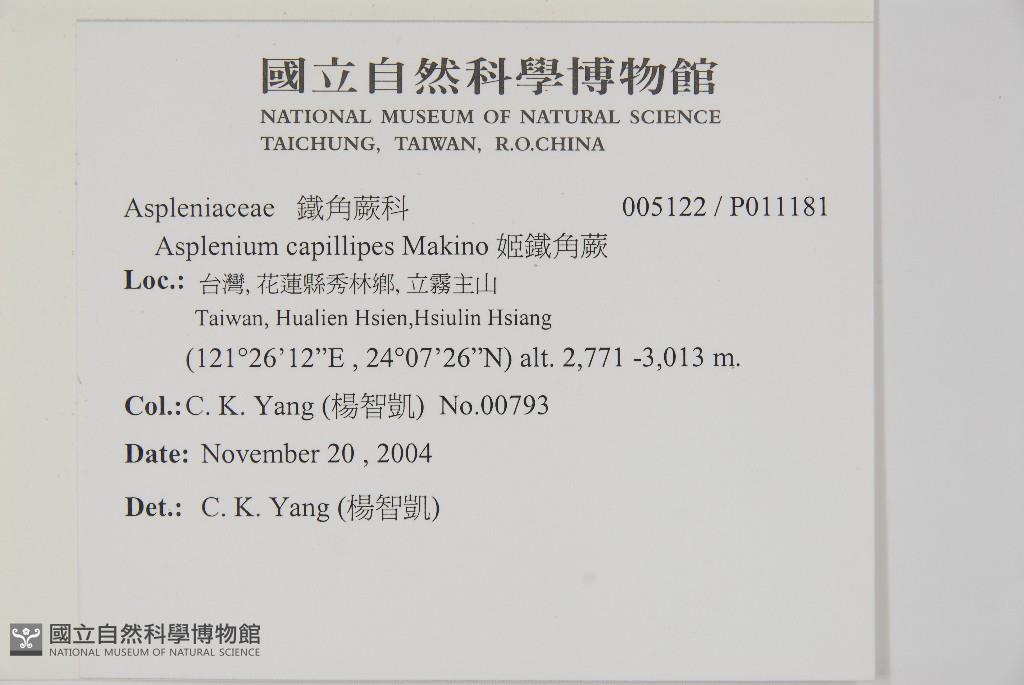 國立自然科學博物館
NATIONAL MUSEUM OF NATURAL SCIENCE
TAICHUNG, TAIWAN, R.O.CHINA
Aspleniaceae 鐵角蕨科 005122 / P011181
Asplenium capillipes Makino 姬鐵角蕨
Loc.: 台灣, 花蓮縣秀林鄉, 立霧主山
Taiwan, Hualien Hsien,Hsiulin Hsiang
(121°26’12”E , 24°07’26”N) alt. 2,771 -3,013 m.
Col.: C. K. Yang (楊智凱) No.00793
Date: November 20 , 2004
Det.: C. K. Yang (楊智凱)
國立自然科學博物館
NATIONAL MUSEUM OF NATURAL SCIENCE